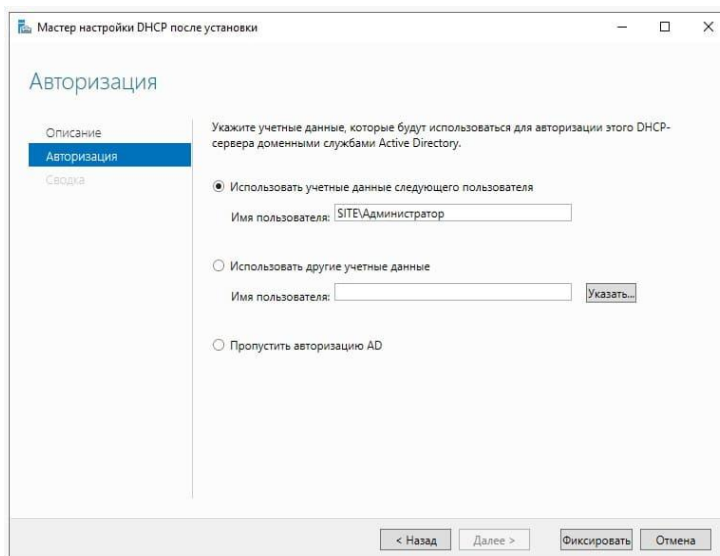 Мастер настройки DHCP после установки
Авторизация
Описание
Авторизация
Сводка
Укажите учетные данные, которые будут использоваться для авторизации этого DHCP-
сервера доменными службами Active Directory.
Использовать учетные данные следующего пользователя
Имя пользователя: SITE\Администратор
Использовать другие учетные данные
Имя пользователя: Указать...
Пропустить авторизацию AD
< Назад Далее > Фиксировать Отмена